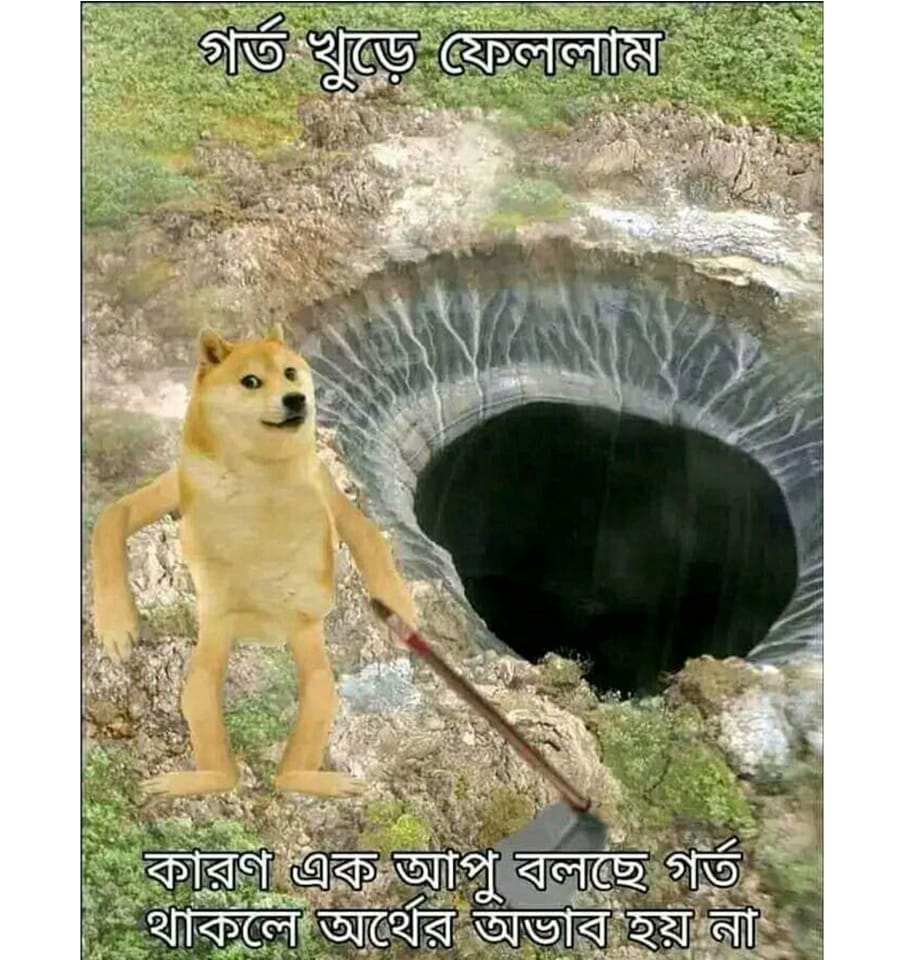 গর্ত খুড়ে ফেললাম
কারণ এক আপু বলছে গর্ত
থাকলে অর্থের অভাব হয় না